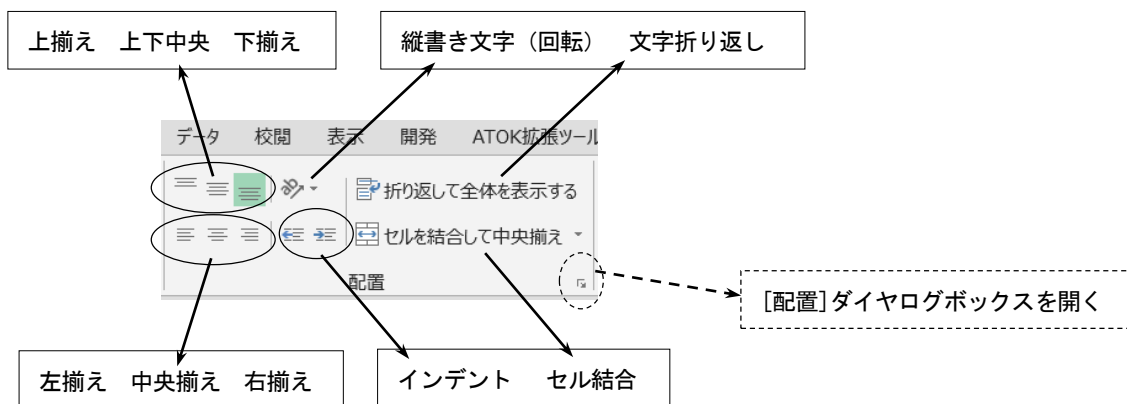 上揃え　上下中央　下揃え
縦書き文字（回転）　文字折り返し
データ　校閲　表示　開発　ATOK拡張ツール
折り返して全体を表示する
セルを結合して中央揃え
配置
[配置]ダイヤログボックスを開く
左揃え　中央揃え　右揃え
インデント　セル結合